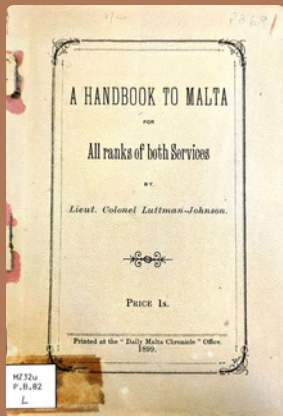 A HANDBOOK TO MALTA
FOR
All ranks of both Services
BY
Lieut. Colonel Luttman-Johnson.
PRICE 1s.
Printed at the "Daily Malta Chronicle" Office.
1899.
MZ32u
P.B.82
L